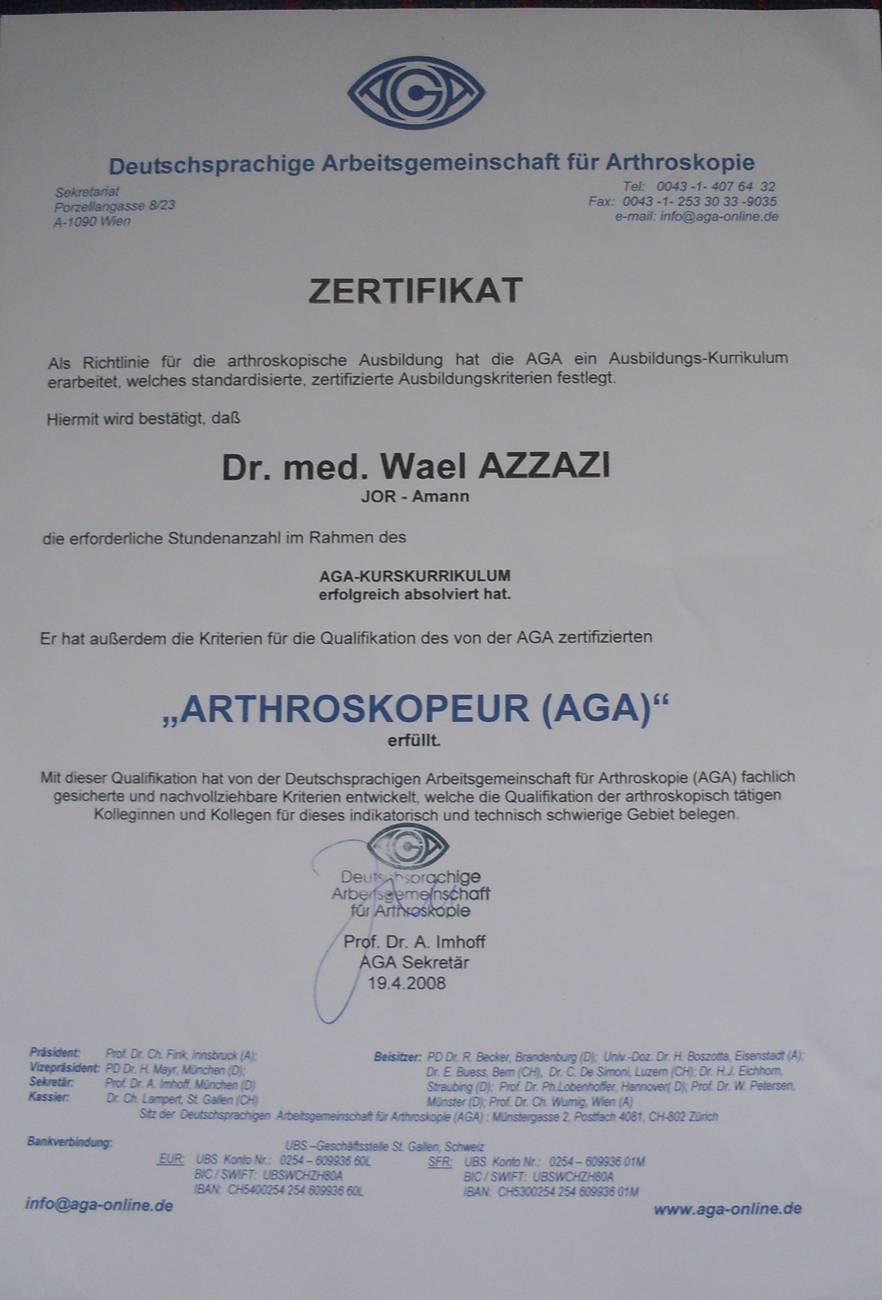 AGA
Deutschsprachige Arbeitsgemeinschaft für Arthroskopie
Sekretariat
Porzellangasse 8/23
A-1090 Wien
Tel: 0043 -1- 407 64 32
Fax: 0043 -1- 253 30 33 -9035
e-mail: info@aga-online.de
ZERTIFIKAT
Als Richtlinie für die arthroskopische Ausbildung hat die AGA ein Ausbildungs-Kurrikulum
erarbeitet, welches standardisierte, zertifizierte Ausbildungskriterien festlegt.
Hiermit wird bestätigt, daß
Dr. med. Wael AZZAZI
JOR - Amann
die erforderliche Stundenanzahl im Rahmen des
AGA-KURSKURRIKULUM
erfolgreich absolviert hat.
Er hat außerdem die Kriterien für die Qualifikation des von der AGA zertifizierten
„ARTHROSKOPEUR (AGA)“
erfüllt.
Mit dieser Qualifikation hat von der Deutschsprachigen Arbeitsgemeinschaft für Arthroskopie (AGA) fachlich
gesicherte und nachvollziehbare Kriterien entwickelt, welche die Qualifikation der arthroskopisch tätigen
Kolleginnen und Kollegen für dieses indikatorisch und technisch schwierige Gebiet belegen.
AGA
Deutschsprachige
Arbeitsgemeinschaft
für Arthroskopie
Prof. Dr. A. Imhoff
AGA Sekretär
19.4.2008
Präsident: Prof. Dr. Ch. Fink, Innsbruck (A);
Vizepräsident: PD Dr. H. Mayr, München (D);
Sekretär: Prof. Dr. A. Imhoff, München (D)
Kassier: Dr. Ch. Lampert, St. Gallen (CH)
Beisitzer: PD Dr. R. Becker, Brandenburg (D); Univ.-Doz. Dr. H. Boszotta, Eisenstadt (A);
Dr. E. Buess, Bern (CH), Dr. C. De Simoni, Luzern (CH); Dr. H.J. Eichhorn,
Straubing (D); Prof. Dr. Ph.Lobenhoffer, Hannover( D); Prof. Dr. W. Petersen,
Münster (D); Prof. Dr. Ch. Wurnig, Wien (A)
Sitz der Deutschsprachigen Arbeitsgemeinschaft für Arthroskopie (AGA) : Münstergasse 2, Postfach 4081, CH-802 Zürich
Bankverbindung: UBS –Geschäftsstelle St. Gallen, Schweiz
EUR: UBS Konto Nr.: 0254 – 609936 60L
BIC / SWIFT: UBSWCHZH80A
IBAN: CH5400254 254 609936 60L
SFR: UBS Konto Nr.: 0254 – 609936 01M
BIC / SWIFT: UBSWCHZH80A
IBAN: CH5300254 254 609936 01M
info@aga-online.de
www.aga-online.de